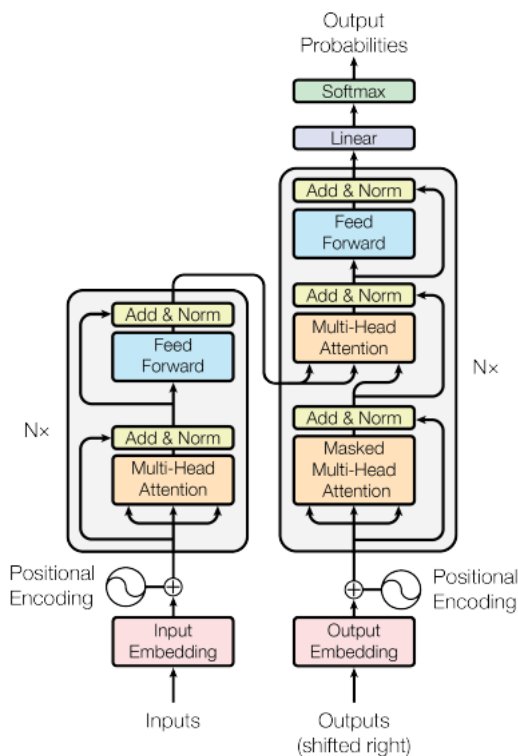 Output
Probabilities
Softmax
Linear
Add & Norm
Feed
Forward
Add & Norm
Multi-Head
Attention
Add & Norm
Masked
Multi-Head
Attention
Nx
Positional
Encoding
Output
Embedding
Outputs
(shifted right)
Add & Norm
Feed
Forward
Add & Norm
Multi-Head
Attention
Nx
Positional
Encoding
Input
Embedding
Inputs